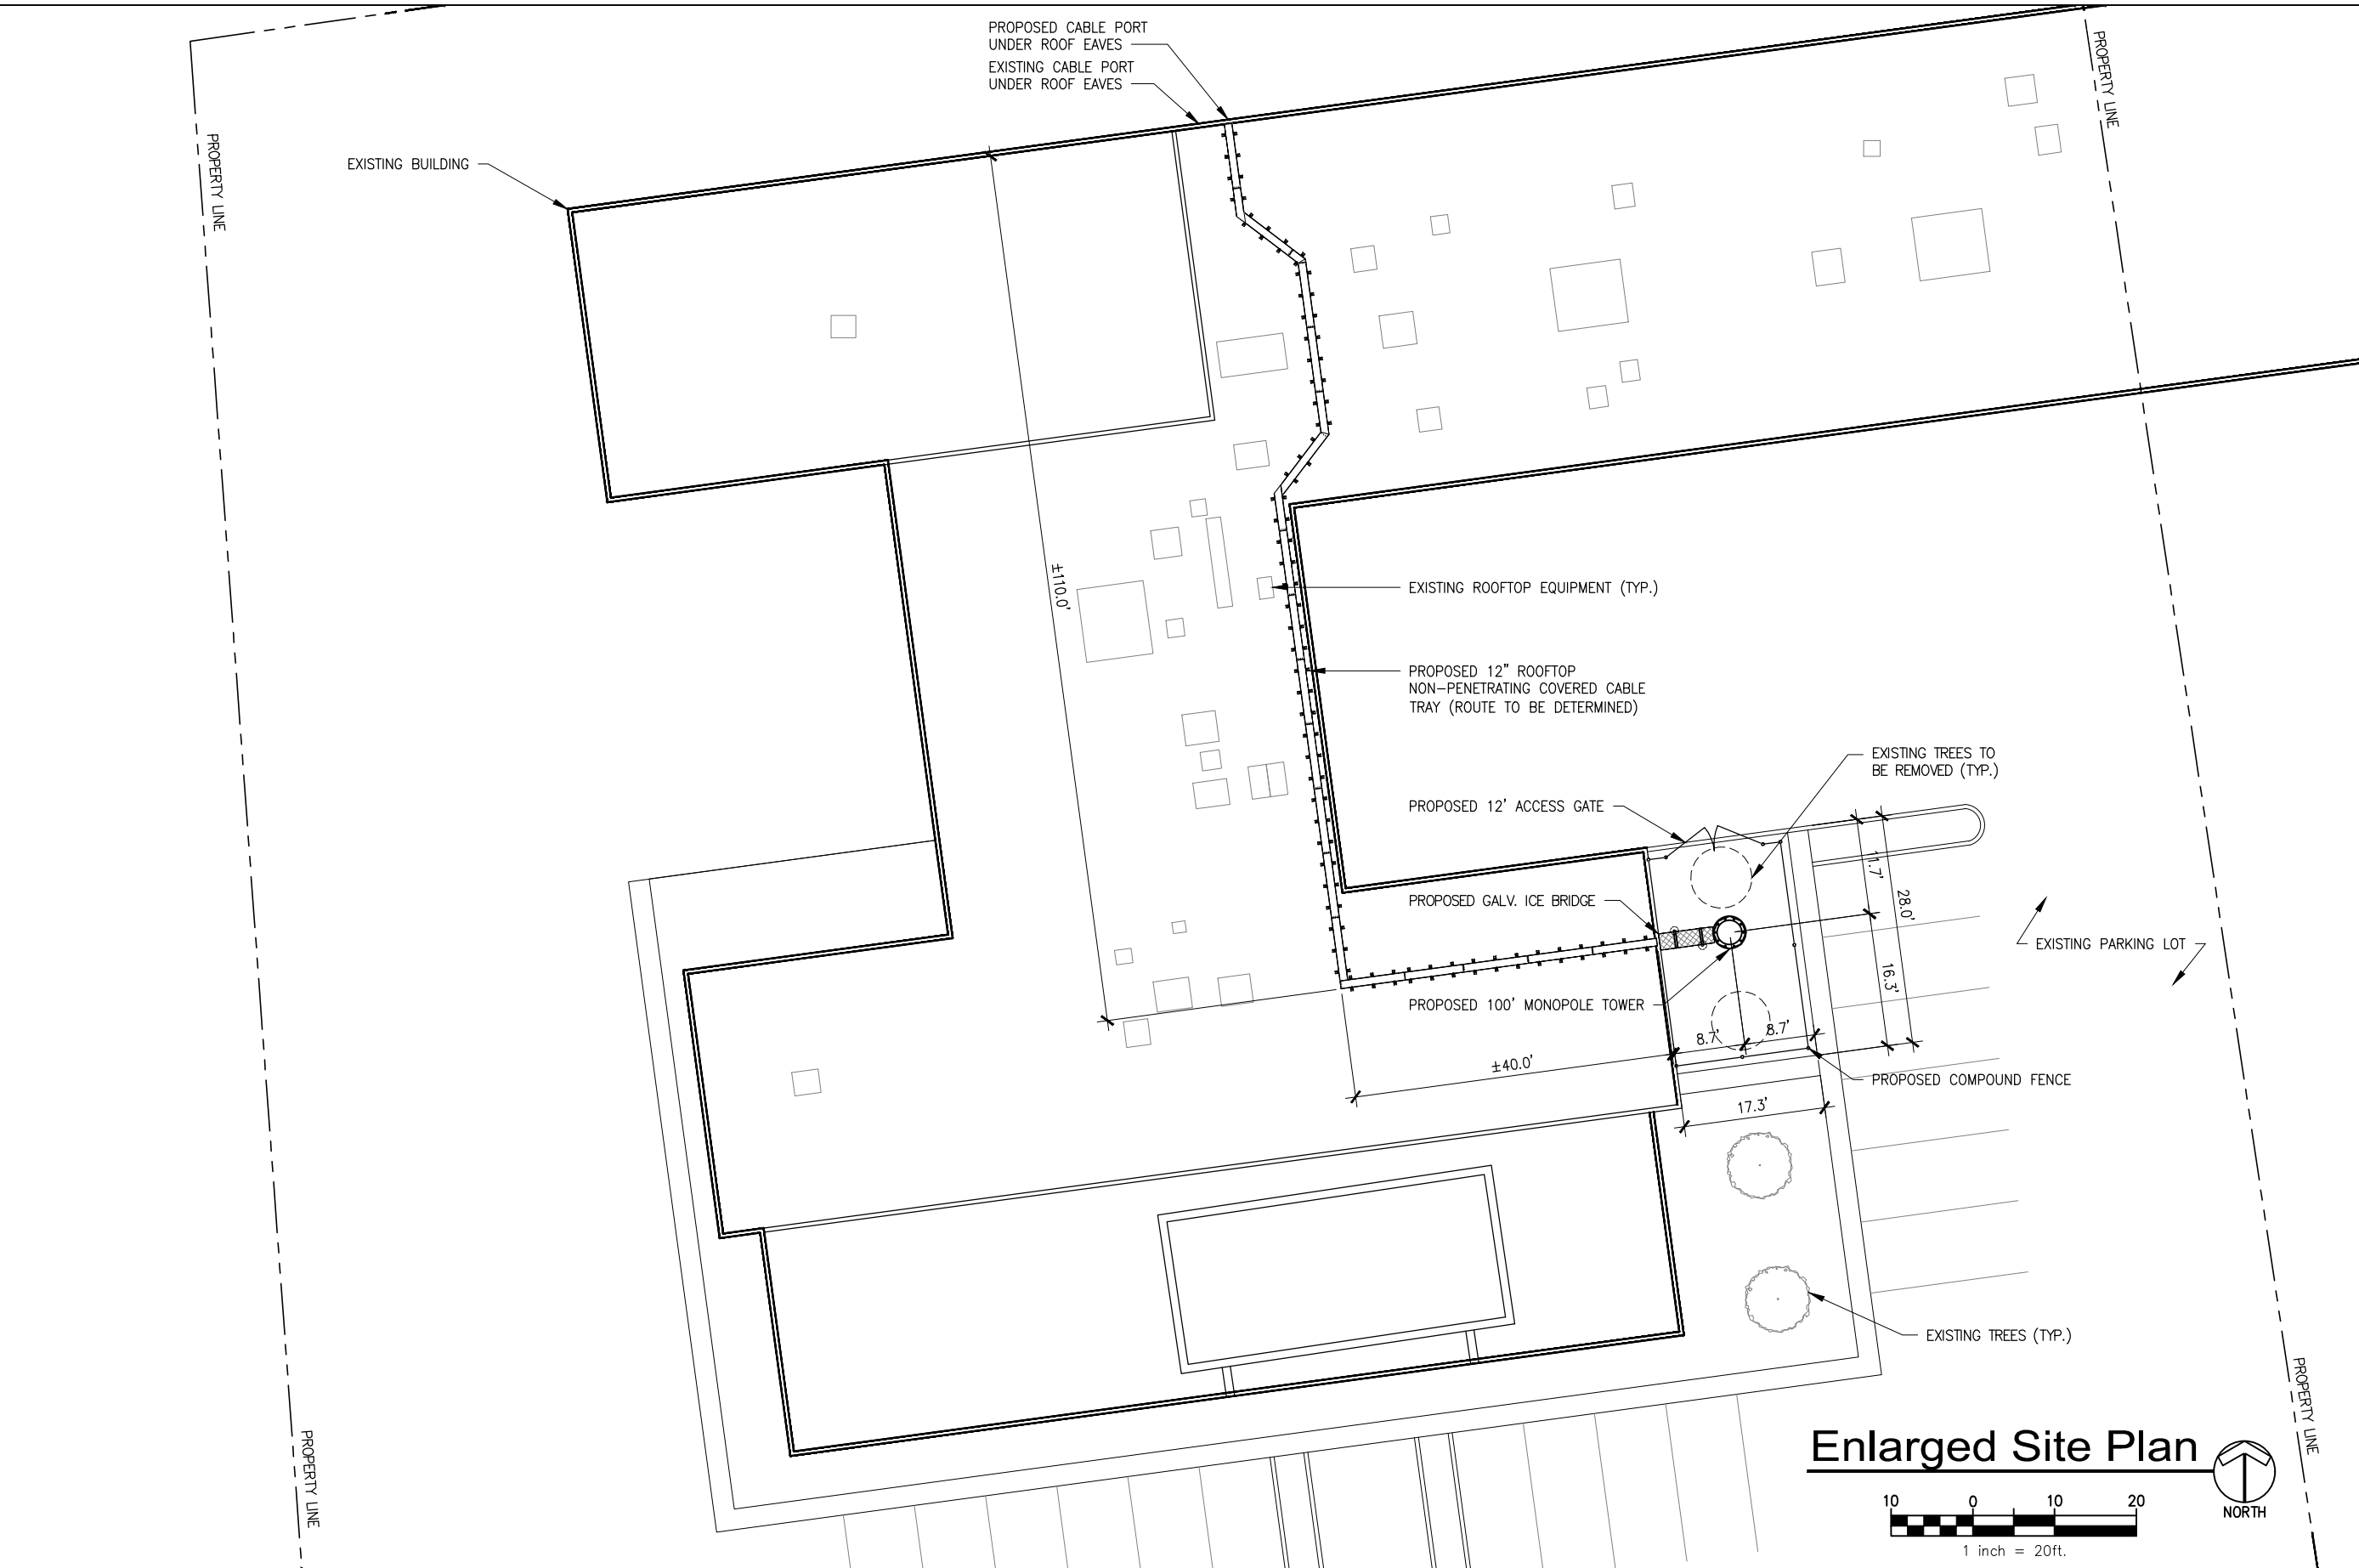 PROPOSED CABLE PORT
UNDER ROOF EAVES
EXISTING CABLE PORT
UNDER ROOF EAVES
PROPERTY LINE
PROPERTY LINE
EXISTING BUILDING
±110.0'
EXISTING ROOFTOP EQUIPMENT (TYP.)
PROPOSED 12" ROOFTOP
NON-PENETRATING COVERED CABLE
TRAY (ROUTE TO BE DETERMINED)
EXISTING TREES TO
BE REMOVED (TYP.)
PROPOSED 12' ACCESS GATE
11.7'
28.0'
PROPOSED GALV. ICE BRIDGE
EXISTING PARKING LOT
16.3'
PROPOSED 100' MONOPOLE TOWER
8.7'
8.7'
±40.0'
PROPOSED COMPOUND FENCE
17.3'
EXISTING TREES (TYP.)
PROPERTY LINE
PROPERTY LINE
Enlarged Site Plan
10 0 10 20
NORTH
1 inch = 20ft.